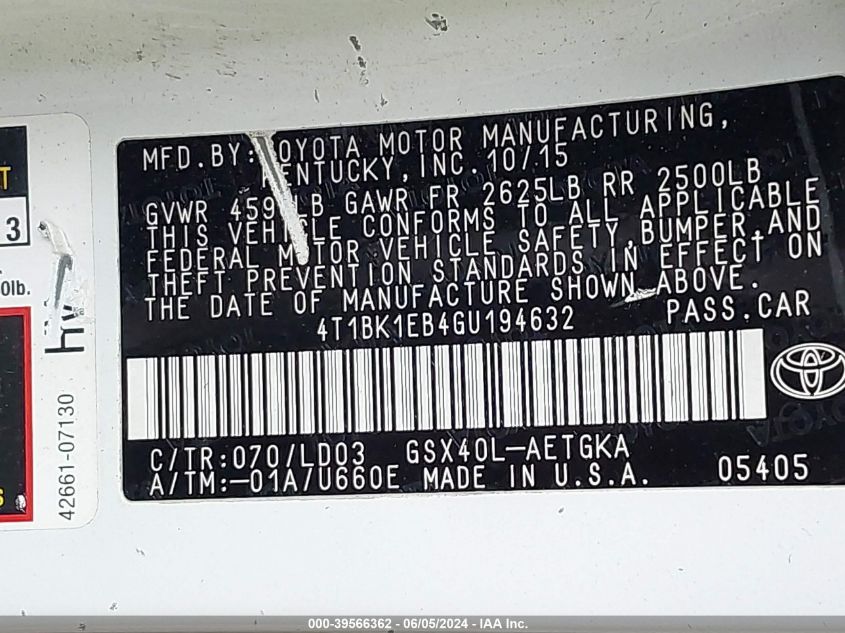 MFD.BY: TOYOTA MOTOR MANUFACTURING,
KENTUCKY, INC. 10/15
GVWR LB GAWR FR 2625LB RR 2500LB
THIS VEHICLE CONFORMS TO ALL APPLICABLE
FEDERAL MOTOR VEHICLE SAFETY, BUMPER, AND
THEFT PREVENTION STANDARDS IN EFFECT ON
THE DATE OF MANUFACTURE SHOWN ABOVE.
4T1BK1EB4GU194632 PASS.CAR
C/TR:070/LD03 GSX40L-AETGKA
A/TM:-01A/U660E MADE IN U.S.A. 05405
3
0lb.
42661-07130
000-39566362 - 06/05/2024 - IAA Inc.